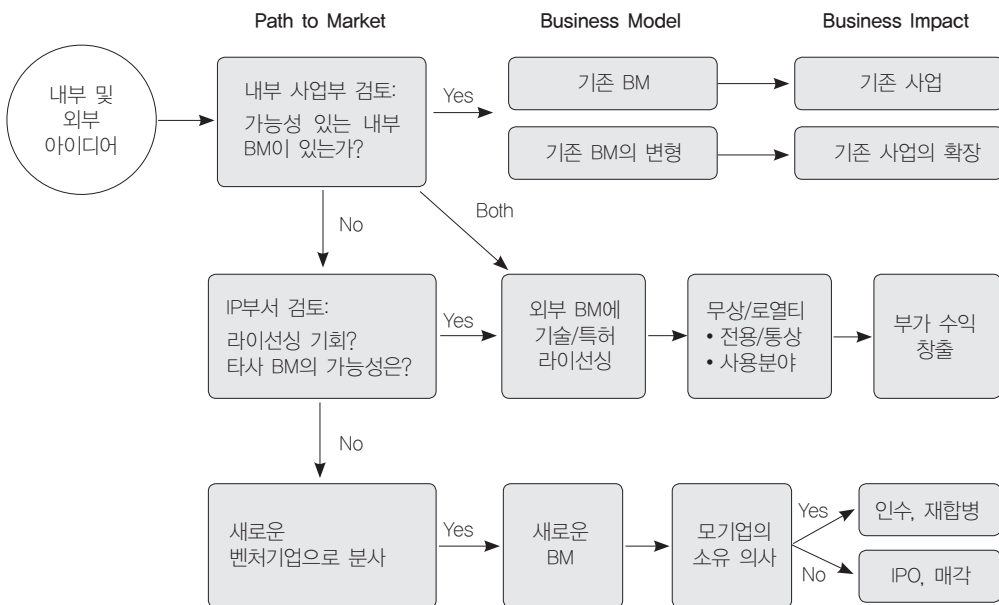 Path to Market
Business Model
Business Impact
내부 및
외부
아이디어
내부 사업부 검토:
가능성 있는 내부
BM이 있는가?
Yes
기존 BM
기존 사업
기존 BM의 변형
기존 사업의 확장
No
Both
IP부서 검토:
라이선싱 기회?
타사 BM의 가능성은?
Yes
외부 BM에
기술/특허
라이선싱
무상/로열티
• 전용/통상
• 사용분야
부가 수익
창출
No
새로운
벤처기업으로 분사
Yes
새로운
BM
모기업의
소유 의사
Yes
인수, 재합병
No
IPO, 매각